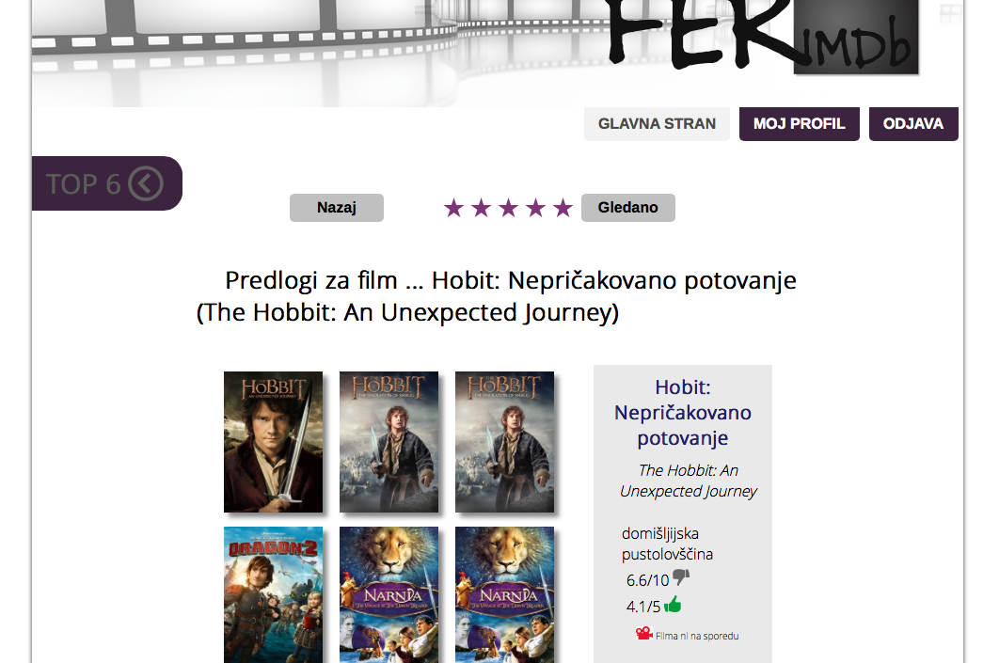 FERIMDb
GLAVNA STRAN
MOJ PROFIL
ODJAVA
TOP 6
Nazaj
Gledano
Predlogi za film ... Hobit: Nepričakovano potovanje
(The Hobbit: An Unexpected Journey)
THE HOBBIT
AN UNEXPECTED JOURNEY
THE HOBBIT
THE DESOLATION OF SMAUG
THE HOBBIT
THE DESOLATION OF SMAUG
DRAGON 2
NARNIA
THE VOYAGE OF THE DAWN TREADER
NARNIA
THE VOYAGE OF THE DAWN TREADER
Hobit:
Nepričakovano
potovanje
The Hobbit: An
Unexpected Journey
domišljijska
pustolovščina
6.6/10
4.1/5
Filma ni na sporedu